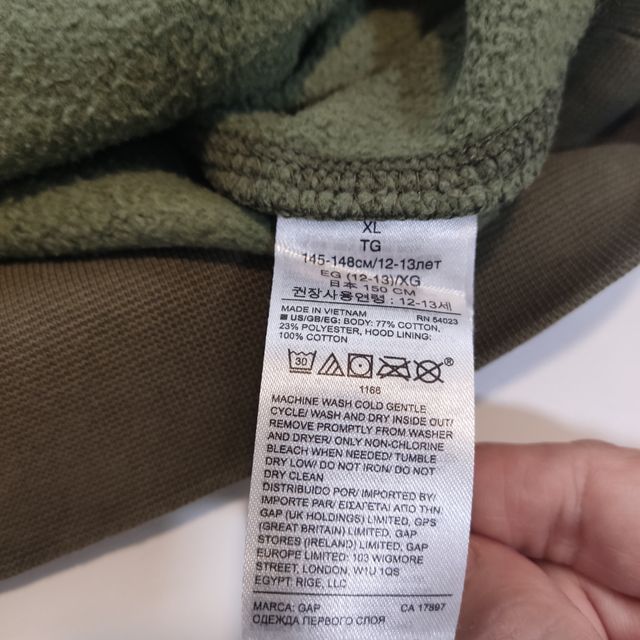 XL
TG
145-148см/12-13лет
EG (12-13)/XG
日本 150 CM
권장사용연령 : 12-13세
MADE IN VIETNAM RN 54023
■ US/GB/EG: BODY: 77% COTTON,
23% POLYESTER, HOOD LINING:
100% COTTON
30 ®
1166
MACHINE WASH COLD GENTLE
CYCLE/ WASH AND DRY INSIDE OUT/
REMOVE PROMPTLY FROM WASHER
AND DRYER/ ONLY NON-CHLORINE
BLEACH WHEN NEEDED/ TUMBLE
DRY LOW/ DO NOT IRON/ DO NOT
DRY CLEAN
DISTRIBUIDO POR/ IMPORTED BY/
IMPORTE PAR/ ΕΙΣΑΓΕΤΑΙ ΑΠΟ ΤΗΝ
GAP (UK HOLDINGS) LIMITED, GPS
(GREAT BRITAIN) LIMITED, GAP
STORES (IRELAND) LIMITED, GAP
EUROPE LIMITED: 103 WIGMORE
STREET, LONDON, W1U 1QS
EGYPT: RIGE, LLC
MARCA: GAP CA 17897
ОДЕЖДА ПЕРВОГО СЛОЯ